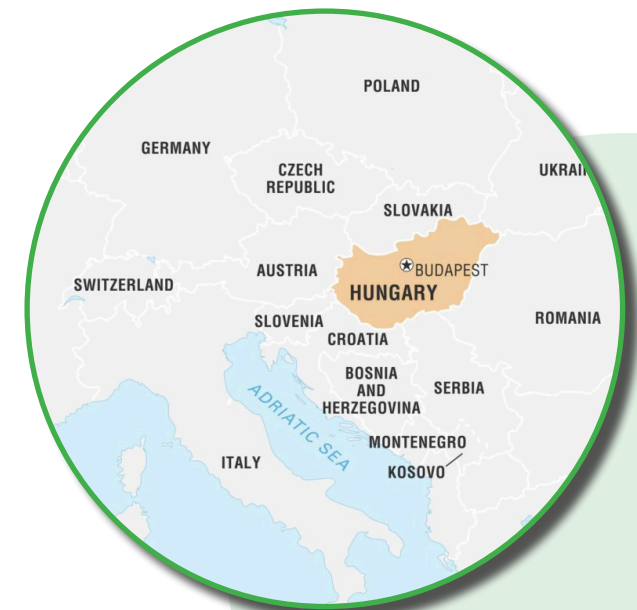 POLAND
GERMANY
CZECH
REPUBLIC
UKRAI
SLOVAKIA
BUDAPEST
AUSTRIA
SWITZERLAND
HUNGARY
SLOVENIA
ROMANIA
CROATIA
BOSNIA
AND
HERZEGOVINA
SERBIA
ADRIATIC SEA
MONTENEGRO
ITALY
KOSOVO